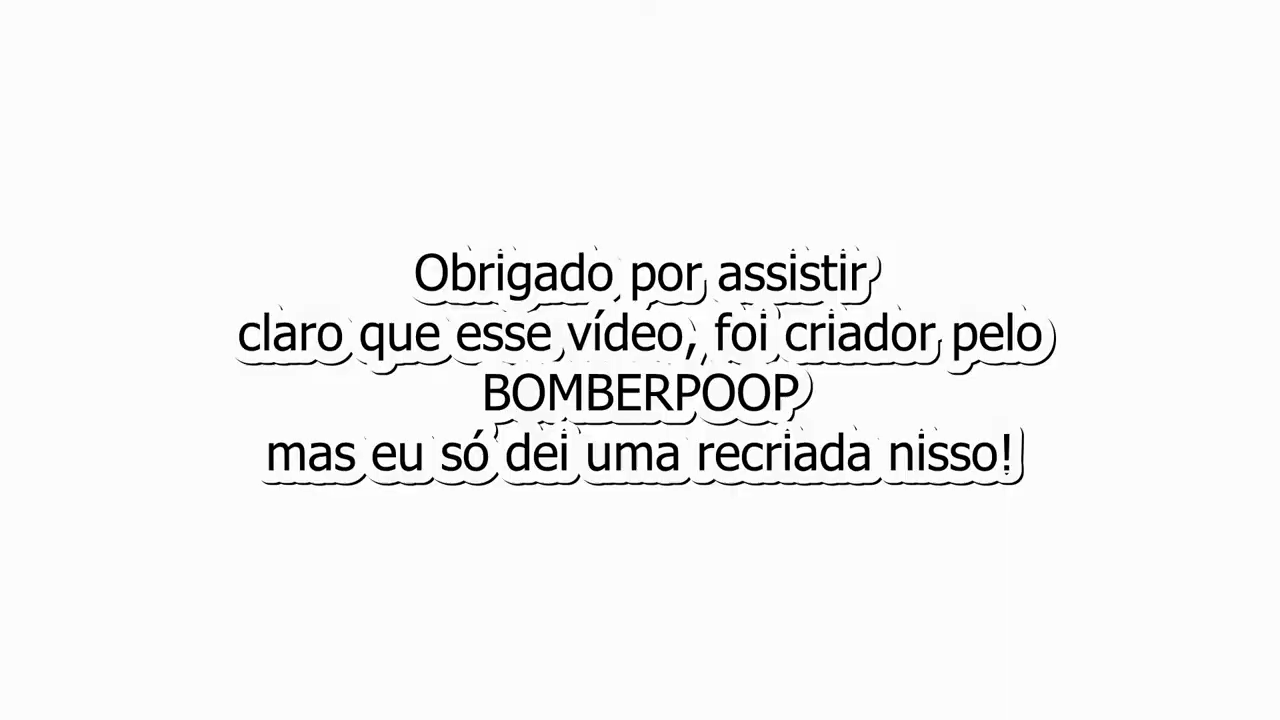 Obrigado por assistir
claro que esse vídeo, foi criador pelo
BOMBERPOOP
mas eu só dei uma recriada nisso!